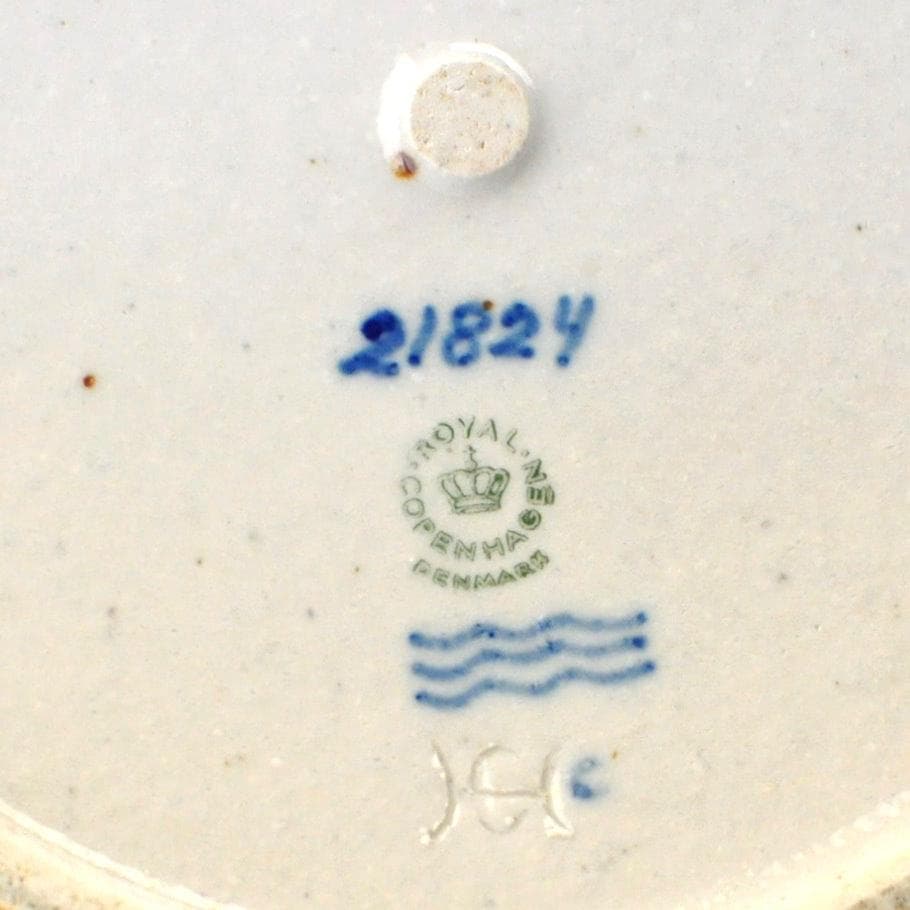 21824
ROYAL
COPENHAGEN
DENMARK